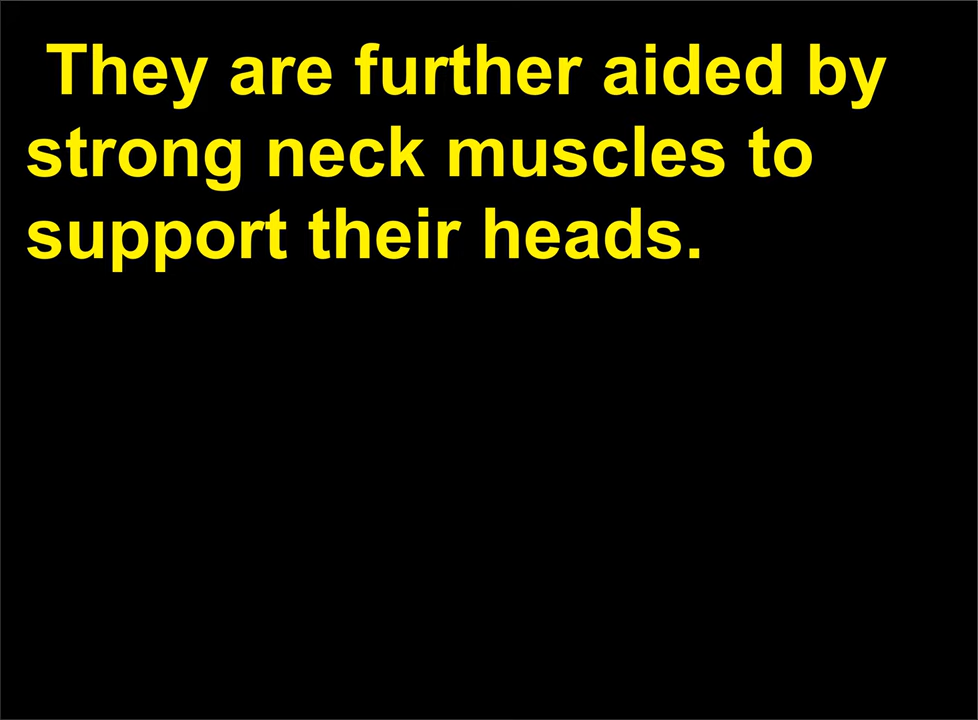 They are further aided by
strong neck muscles to
support their heads.